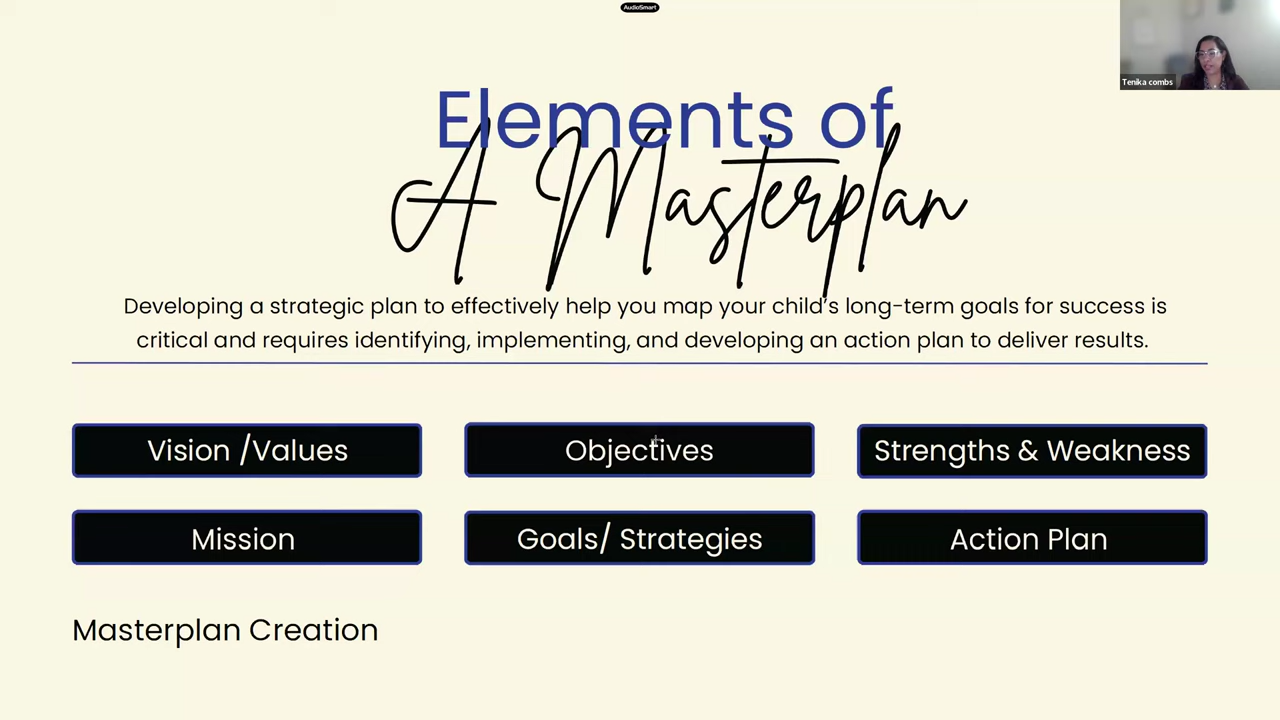 AudioSmart
Tenika combs
Elements of
A Masterplan
Developing a strategic plan to effectively help you map your child's long-term goals for success is
critical and requires identifying, implementing, and developing an action plan to deliver results.
Vision /Values
Objectives
Strengths & Weakness
Mission
Goals/ Strategies
Action Plan
Masterplan Creation